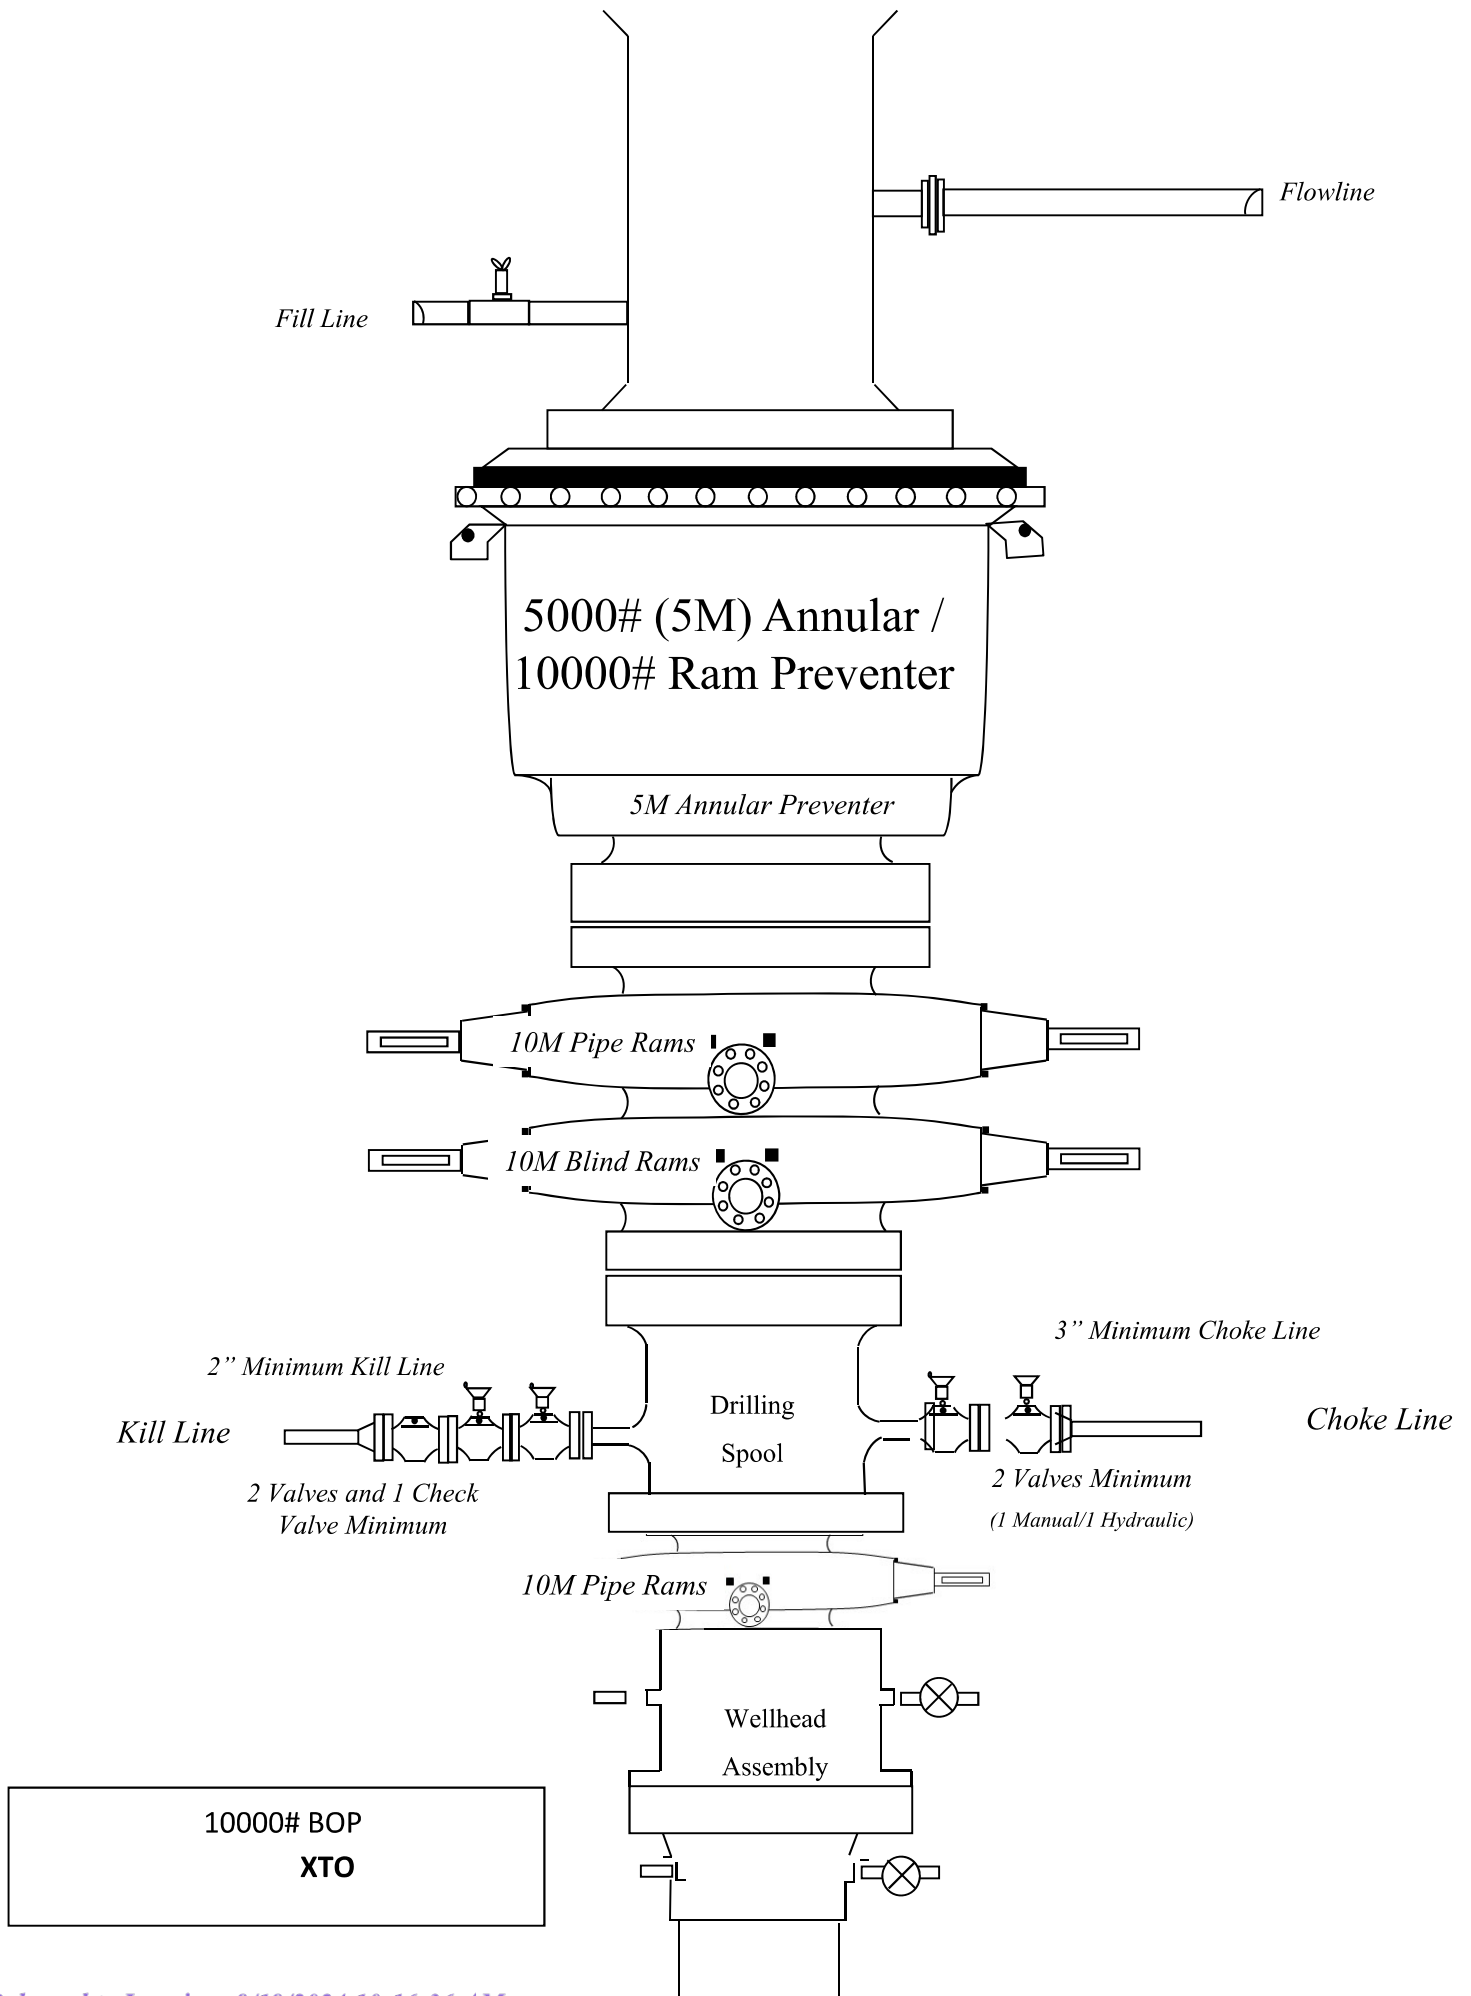 Flowline
Fill Line
5000# (5M) Annular /
10000# Ram Preventer
5M Annular Preventer
10M Pipe Rams
10M Blind Rams
3” Minimum Choke Line
2” Minimum Kill Line
Drilling
Spool
Kill Line
Choke Line
2 Valves and 1 Check
Valve Minimum
2 Valves Minimum
(1 Manual/1 Hydraulic)
10M Pipe Rams
Wellhead
Assembly
10000# BOP
XTO